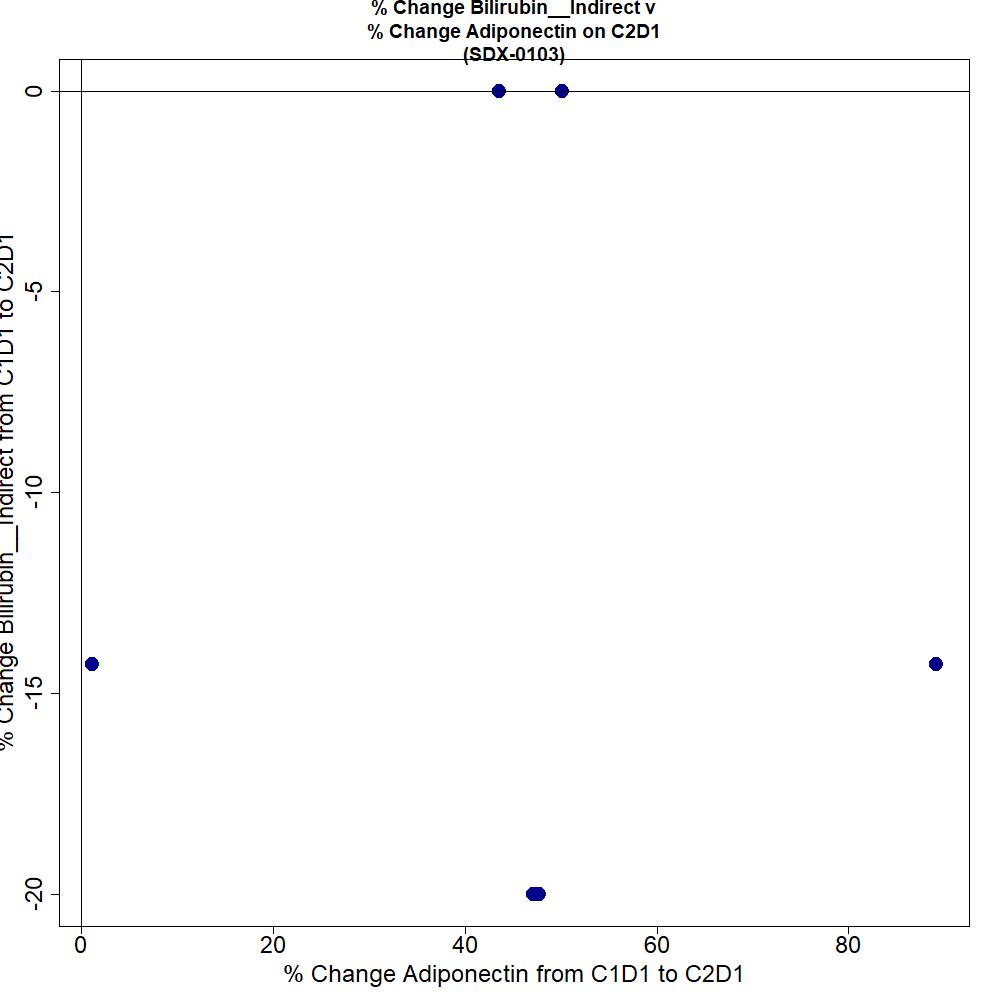 % Change Bilirubin__Indirect v
% Change Adiponectin on C2D1
(SDX-0103)
% Change Bilirubin__Indirect from C1D1 to C2D1
0
-5
-10
-15
-20
0
20
40
60
80
% Change Adiponectin from C1D1 to C2D1